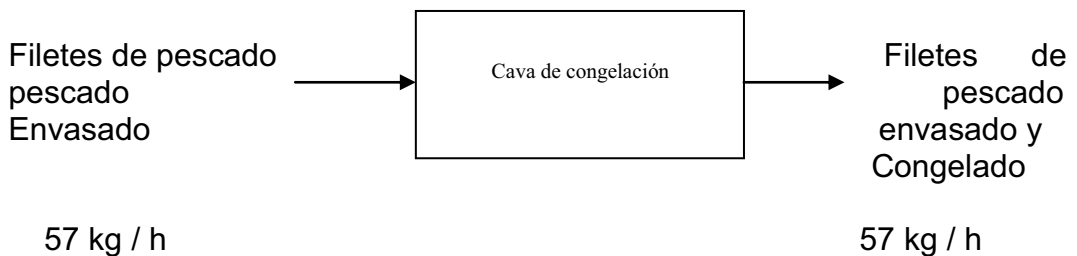 Filetes de pescado
pescado
Envasado
Cava de congelación
Filetes de
pescado
envasado y
Congelado
57 kg / h
57 kg / h